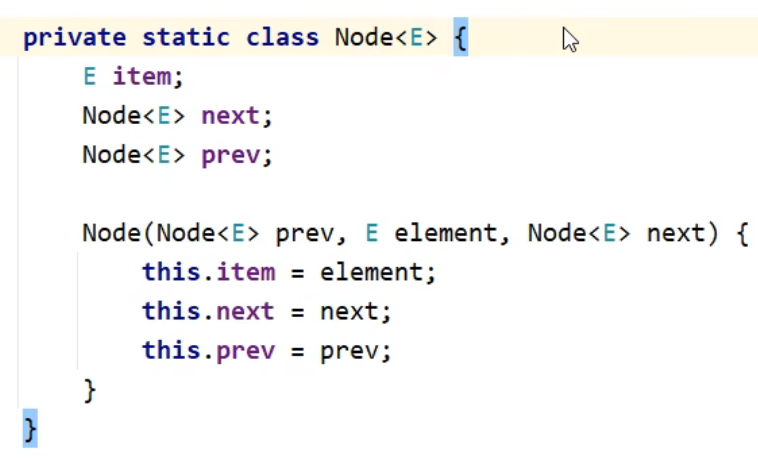 private static class Node<E> {
    E item;
    Node<E> next;
    Node<E> prev;

    Node(Node<E> prev, E element, Node<E> next) {
        this.item = element;
        this.next = next;
        this.prev = prev;
    }
}